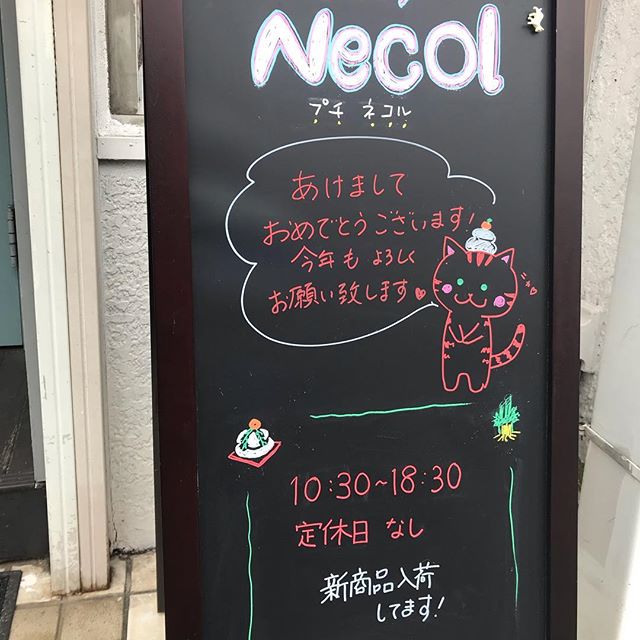 Necol
プチ ネコル
あけまして
おめでとうございます!
今年もよろしく
お願い致します♥
ニャ♡
10:30~18:30
定休日 なし
新商品入荷
してます!